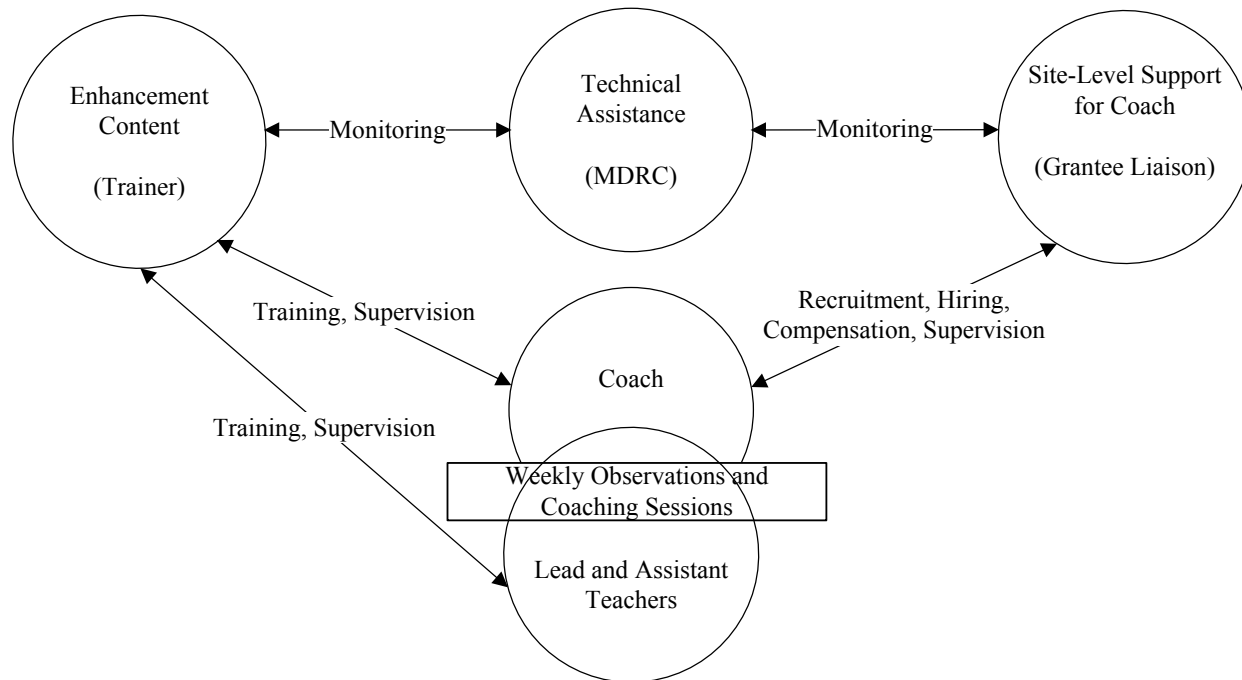 Enhancement
Content
(Trainer)
Monitoring
Technical
Assistance
(MDRC)
Monitoring
Site-Level Support
for Coach
(Grantee Liaison)
Training, Supervision
Recruitment, Hiring,
Compensation, Supervision
Coach
Training, Supervision
Weekly Observations and
Coaching Sessions
Lead and Assistant
Teachers